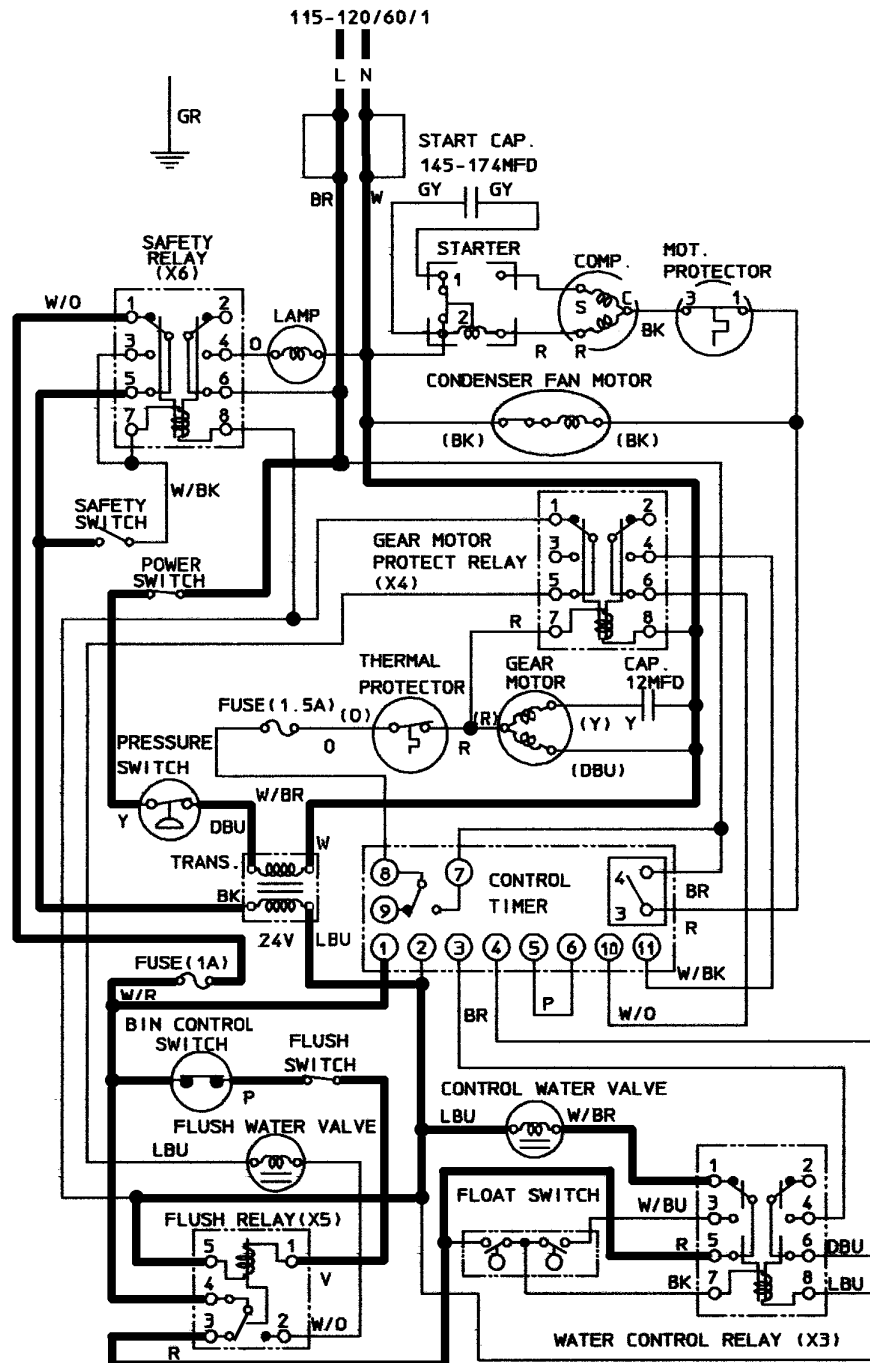 115-120/60/1
L N
GR
START CAP.
145-174MFD
GY GY
BR W
SAFETY
RELAY
(X6)
STARTER
COMP.
MOT.
PROTECTOR
W/O
1 2
3 4
5 6
7 8
LAMP
O
1
2
S C
R R
BK
3 1
CONDENSER FAN MOTOR
(BK) (BK)
W/BK
SAFETY
SWITCH
POWER
SWITCH
GEAR MOTOR
PROTECT RELAY
(X4)
1 2
3 4
5 6
7 8
R
THERMAL
PROTECTOR
GEAR
MOTOR
CAP.
12MFD
FUSE(1.5A)
(O)
O
R
(R)
(Y) Y
(DBU)
PRESSURE
SWITCH
Y
DBU
W/BR
W
TRANS.
BK
24V
LBU
8 7
9
CONTROL
TIMER
4
3
BR
R
1 2 3 4 5 6 10 11
W/BK
FUSE(1A)
W/R
BR
P
W/O
BIN CONTROL
SWITCH
FLUSH
SWITCH
P
CONTROL WATER VALVE
LBU W/BR
FLUSH WATER VALVE
LBU
FLOAT SWITCH
W/BU
R
BK
1 2
3 4
5 6
7 8
DBU
LBU
FLUSH RELAY(X5)
5 1
4
3 2
V
W/O
R
WATER CONTROL RELAY (X3)